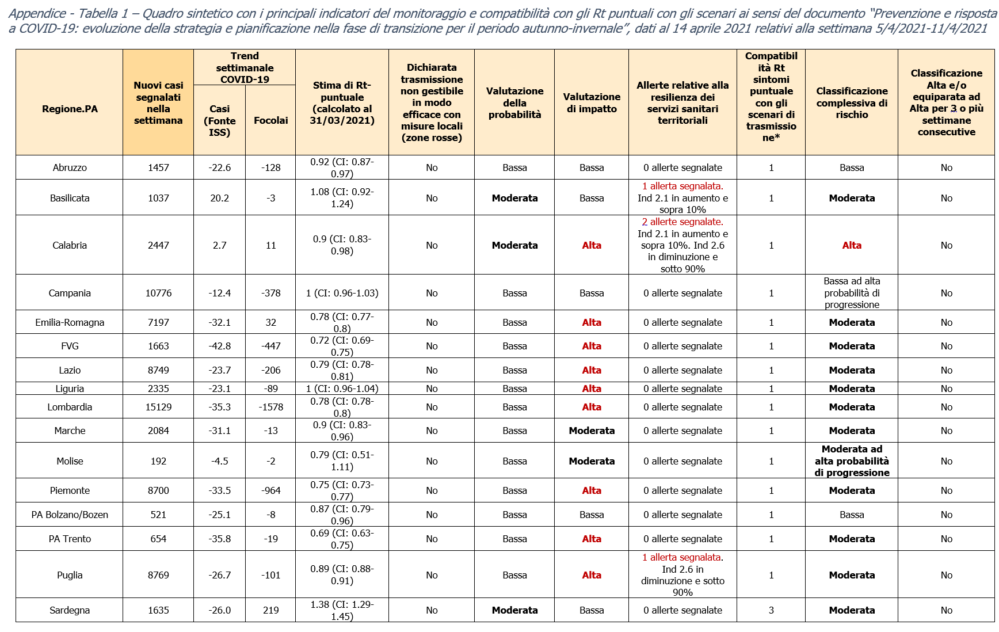 Appendice - Tabella 1 – Quadro sintetico con i principali indicatori del monitoraggio e compatibilità con gli Rt puntuali con gli scenari ai sensi del documento "Prevenzione e risposta
a COVID-19: evoluzione della strategia e pianificazione nella fase di transizione per il periodo autunno-invernale", dati al 14 aprile 2021 relativi alla settimana 5/4/2021-11/4/2021
Regione.PA
Nuovi casi
segnalati
nella
settimana
Trend
settimanale
COVID-19
Casi
(Fonte
ISS)
Focolai
Stima di Rt-
puntuale
(calcolato al
31/03/2021)
Dichiarata
trasmissione
non gestibile
in modo
efficace con
misure locali
(zone rosse)
Valutazione
della
probabilità
Valutazione
di impatto
Allerte relative alla
resilienza dei
servizi sanitari
territoriali
Compatibil
ità Rt
sintomi
puntuale
con gli
scenari di
trasmissio
ne*
Classificazione
complessiva di
rischio
Classificazione
Alta e/o
equiparata ad
Alta per 3 o più
settimane
consecutive
Abruzzo 1457 -22.6 -128 0.92 (CI: 0.87-
0.97) No Bassa Bassa 0 allerte segnalate 1 Bassa No
Basilicata 1037 20.2 -3 1.08 (CI: 0.92-
1.24) No Moderata Bassa 1 allerta segnalata.
Ind 2.1 in aumento e
sopra 10% 1 Moderata No
Calabria 2447 2.7 11 0.9 (CI: 0.83-
0.98) No Moderata Alta 2 allerte segnalate.
Ind 2.1 in aumento e
sopra 10%. Ind 2.6
in diminuzione e
sotto 90% 1 Alta No
Campania 10776 -12.4 -378 1 (CI: 0.96-1.03) No Bassa Bassa 0 allerte segnalate 1 Bassa ad alta
probabilità di
progressione No
Emilia-Romagna 7197 -32.1 32 0.78 (CI: 0.77-
0.8) No Bassa Alta 0 allerte segnalate 1 Moderata No
FVG 1663 -42.8 -447 0.72 (CI: 0.69-
0.75) No Bassa Alta 0 allerte segnalate 1 Moderata No
Lazio 8749 -23.7 -206 0.79 (CI: 0.78-
0.81) No Bassa Alta 0 allerte segnalate 1 Moderata No
Liguria 2335 -23.1 -89 1 (CI: 0.96-1.04) No Bassa Alta 0 allerte segnalate 1 Moderata No
Lombardia 15129 -35.3 -1578 0.78 (CI: 0.78-
0.8) No Bassa Alta 0 allerte segnalate 1 Moderata No
Marche 2084 -31.1 -13 0.9 (CI: 0.83-
0.96) No Bassa Moderata 0 allerte segnalate 1 Moderata No
Molise 192 -4.5 -2 0.79 (CI: 0.51-
1.11) No Bassa Moderata 0 allerte segnalate 1 Moderata ad
alta probabilità
di progressione No
Piemonte 8700 -33.5 -964 0.75 (CI: 0.73-
0.77) No Bassa Alta 0 allerte segnalate 1 Moderata No
PA Bolzano/Bozen 521 -25.1 -8 0.87 (CI: 0.79-
0.96) No Bassa Bassa 0 allerte segnalate 1 Bassa No
PA Trento 654 -35.8 -19 0.69 (CI: 0.63-
0.75) No Bassa Alta 0 allerte segnalate 1 Moderata No
Puglia 8769 -26.7 -101 0.89 (CI: 0.88-
0.91) No Bassa Alta 1 allerta segnalata.
Ind 2.6 in
diminuzione e sotto
90% 1 Moderata No
Sardegna 1635 -26.0 219 1.38 (CI: 1.29-
1.45) No Moderata Bassa 0 allerte segnalate 3 Moderata No